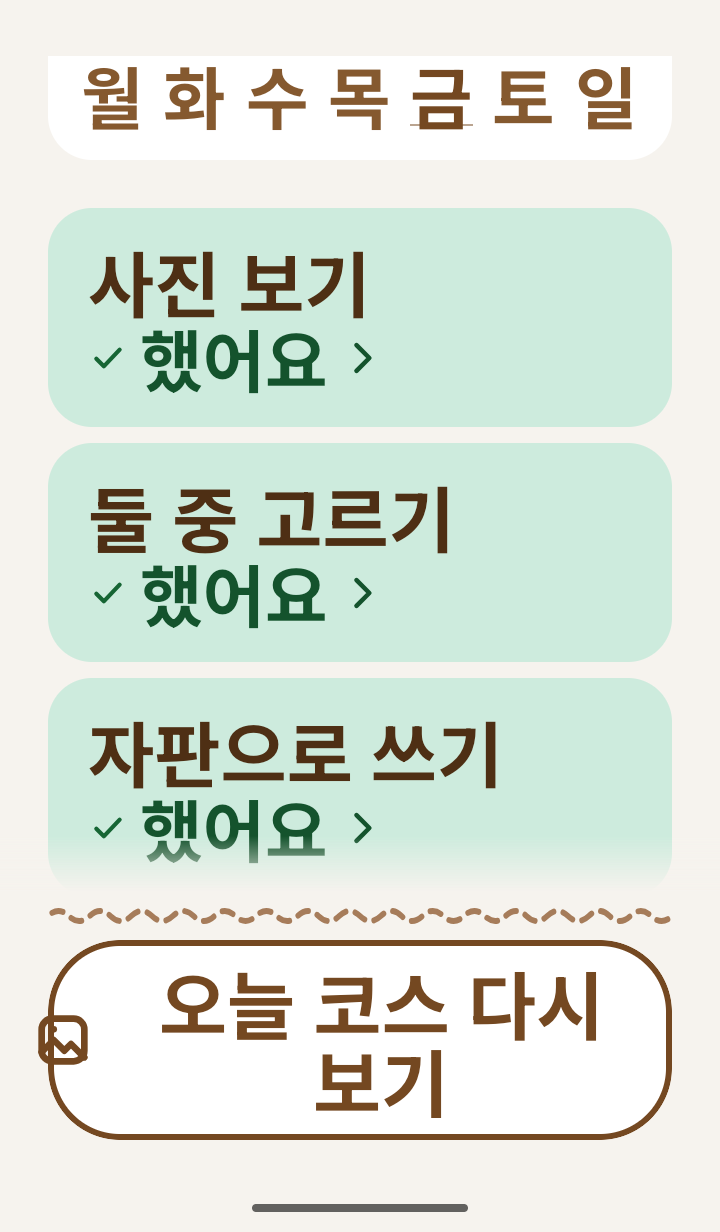 월 화 수 목 금 토 일
사진 보기
했어요
둘 중 고르기
했어요
자판으로 쓰기
했어요
오늘 코스 다시
보기